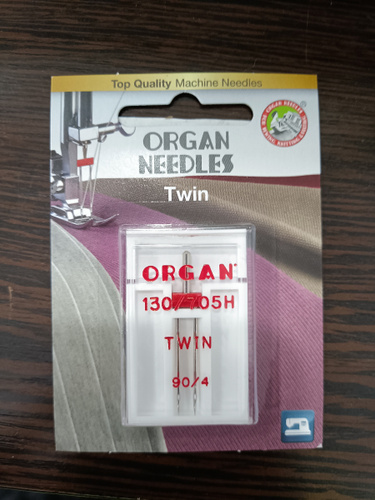 Top Quality Machine Needles
ORGAN
NEEDLES
Twin
ORGAN
130/705H
TWIN
90/4